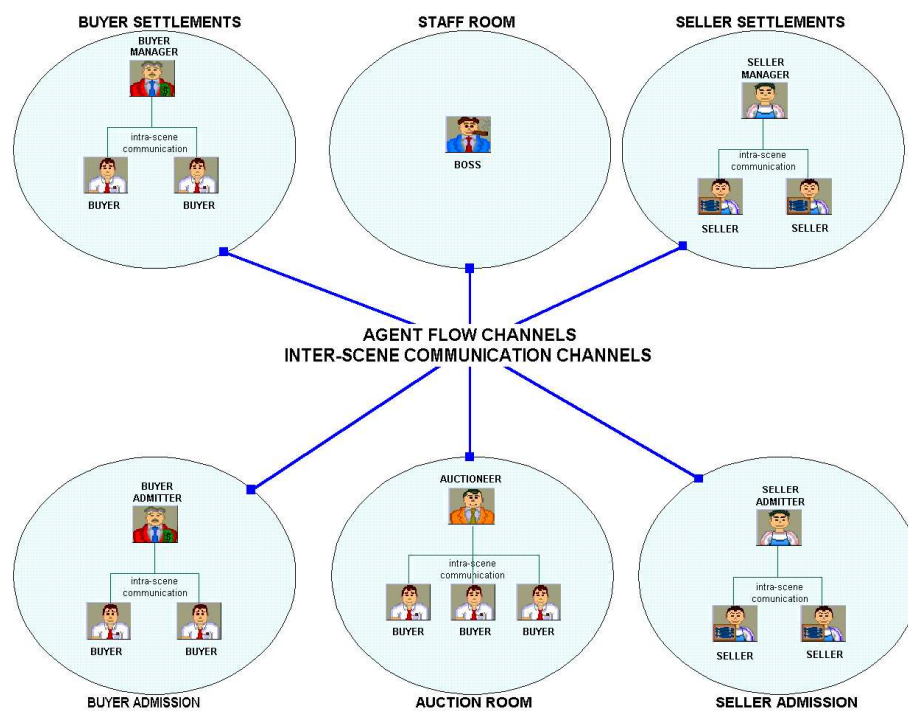 BUYER SETTLEMENTS
STAFF ROOM
SELLER SETTLEMENTS
BUYER
MANAGER
intra-scene
communication
BUYER
BUYER
BOSS
SELLER
MANAGER
intra-scene
communication
SELLER
SELLER
AGENT FLOW CHANNELS
INTER-SCENE COMMUNICATION CHANNELS
BUYER
ADMITTER
intra-scene
communication
BUYER
BUYER
AUCTIONEER
intra-scene
communication
BUYER
BUYER
BUYER
SELLER
ADMITTER
intra-scene
comunication
SELLER
SELLER
BUYER ADMISSION
AUCTION ROOM
SELLER ADMISSION